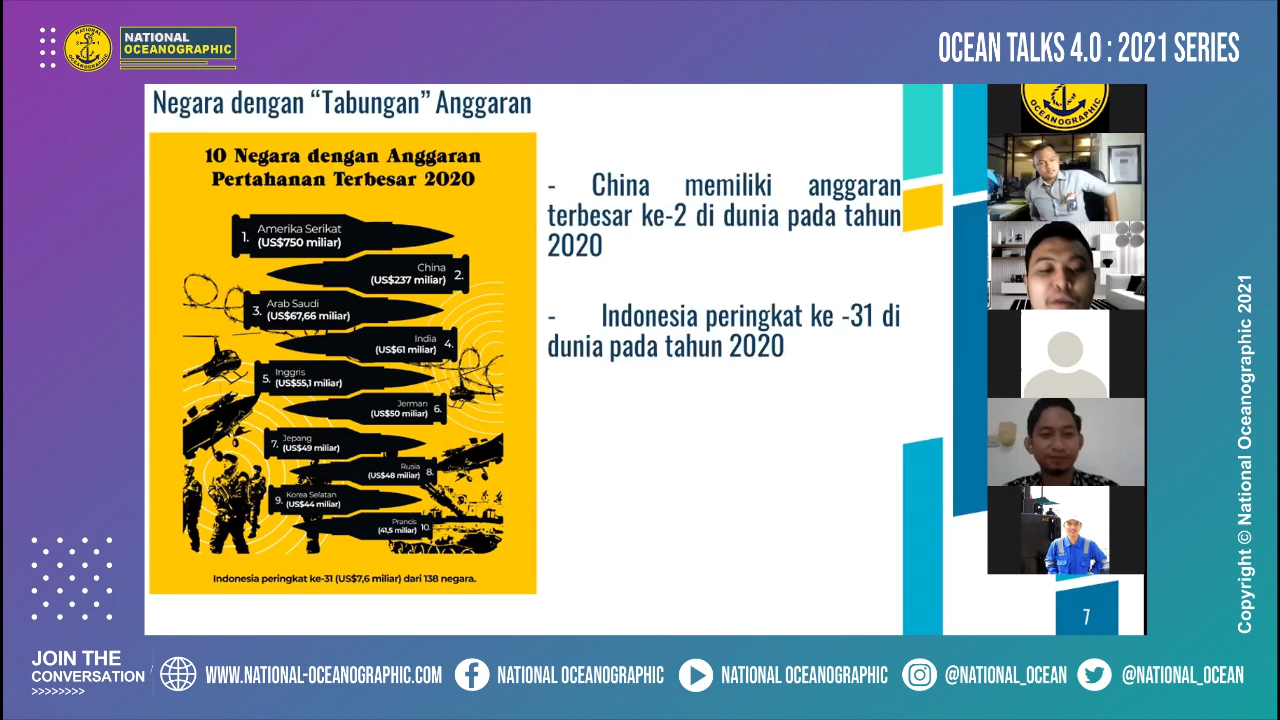 NATIONAL
OCEANOGRAPHIC
OCEAN TALKS 4.0 : 2021 SERIES
Negara dengan “Tabungan” Anggaran
10 Negara dengan Anggaran
Pertahanan Terbesar 2020
1. Amerika Serikat
(US$750 miliar)
China 2.
(US$237 miliar)
3. Arab Saudi
(US$67,66 miliar)
India 4.
(US$61 miliar)
5. Inggris
(US$55,1 miliar)
Jerman 6.
(US$50 miliar)
7. Jepang
(US$49 miliar)
Rusia 8.
(US$48 miliar)
9. Korea Selatan
(US$44 miliar)
Prancis 10.
(41,5 miliar)
Indonesia peringkat ke-31 (US$7,6 miliar) dari 138 negara.
- China memiliki anggaran
terbesar ke-2 di dunia pada tahun
2020
- Indonesia peringkat ke -31 di
dunia pada tahun 2020
OCEANOGRAPHIC
7
Copyright © National Oceanographic 2021
JOIN THE
CONVERSATION
>>>>>>>>
WWW.NATIONAL-OCEANOGRAPHIC.COM
NATIONAL OCEANOGRAPHIC
NATIONAL OCEANOGRAPHIC
@NATIONAL_OCEAN
@NATIONAL_OCEAN